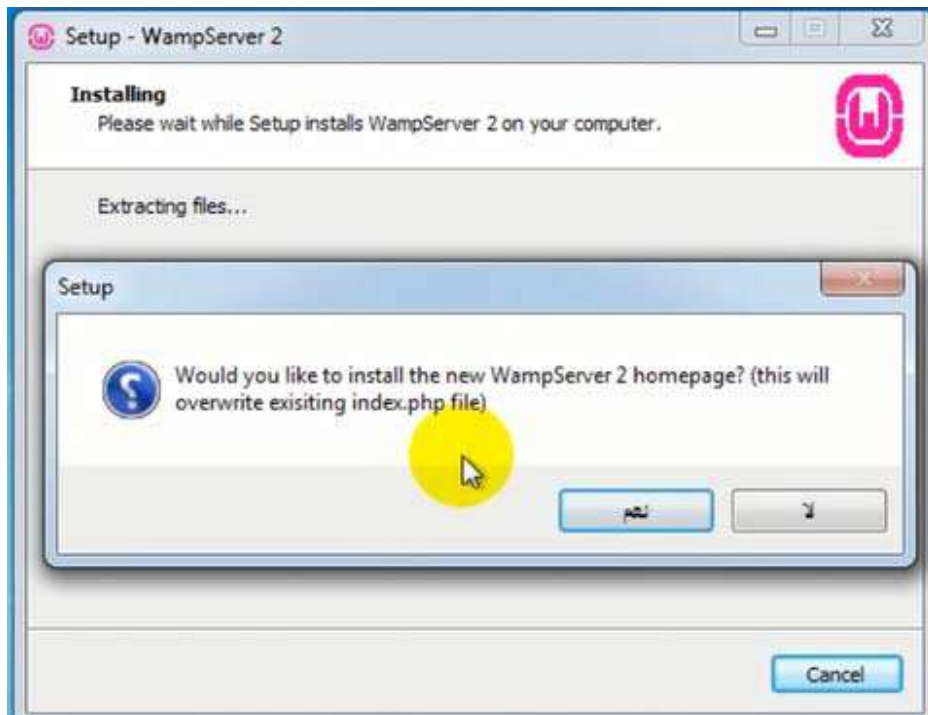 Setup - WampServer 2
Installing
Please wait while Setup installs WampServer 2 on your computer.
Extracting files...
Setup
Would you like to install the new WampServer 2 homepage? (this will
overwrite exisiting index.php file)
نعم
لا
Cancel